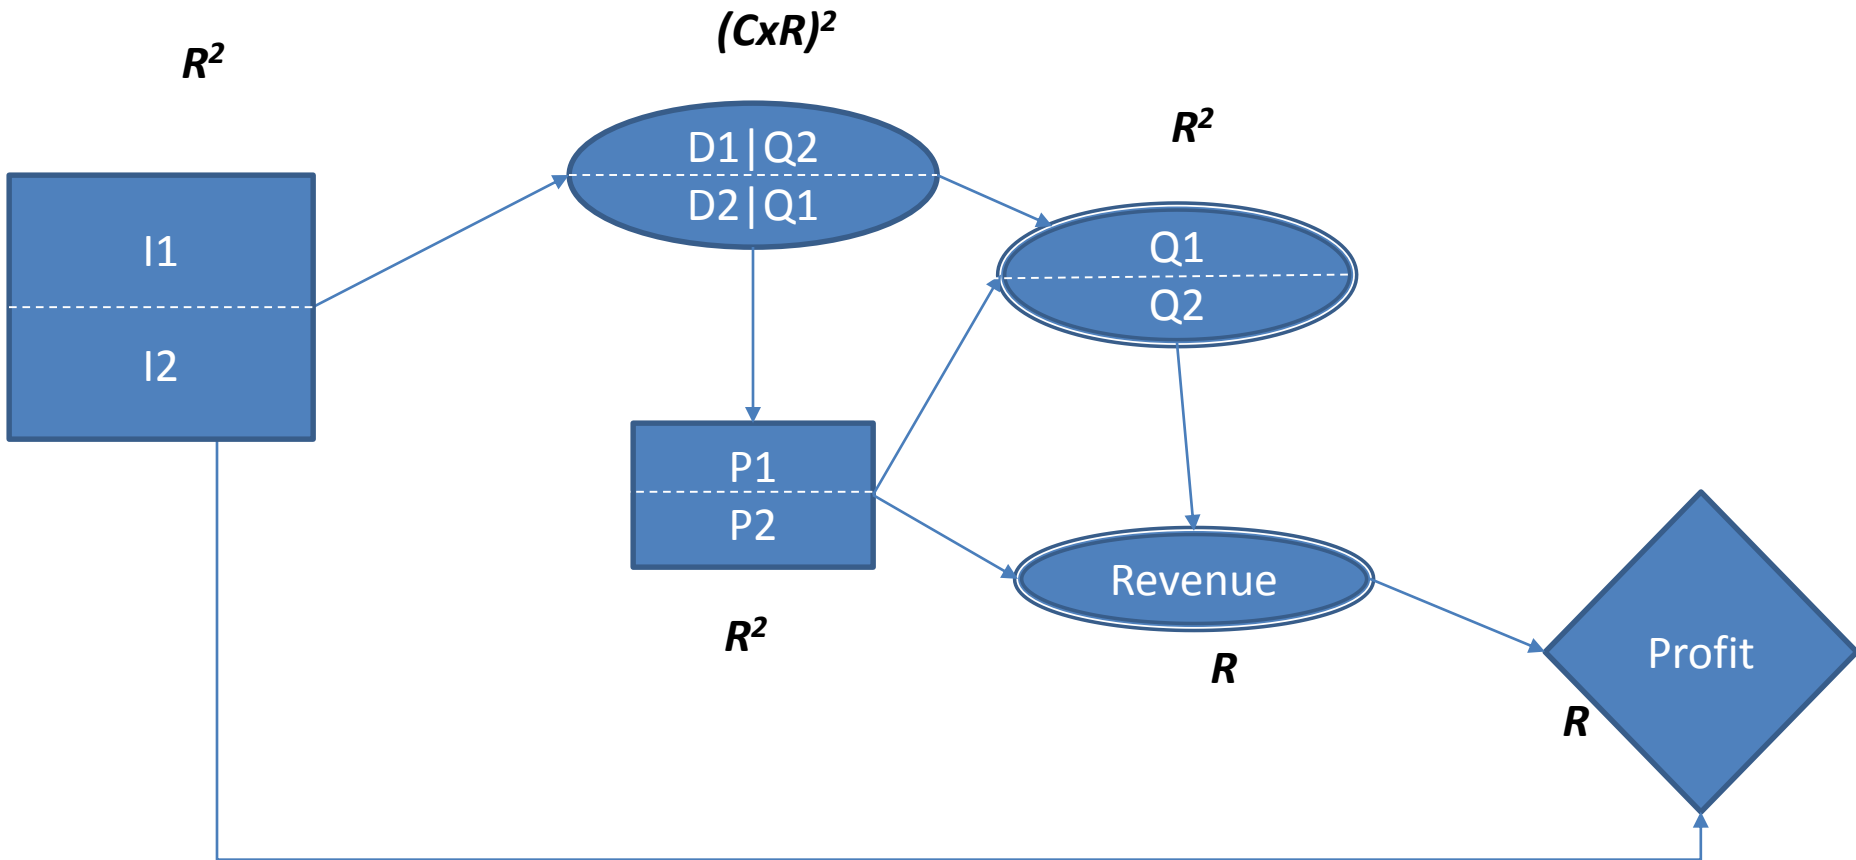 R²
(CxR)²
R²
D1|Q2
D2|Q1
I1
I2
Q1
Q2
P1
P2
R²
Revenue
R
Profit
R